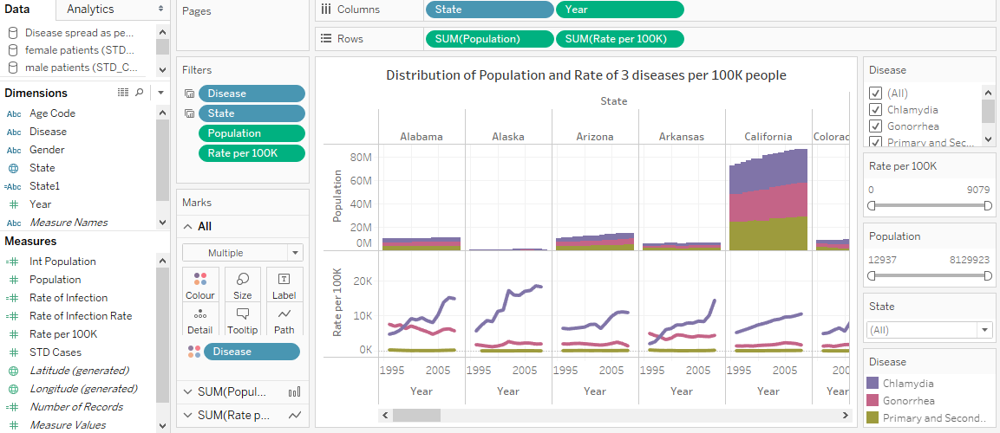 Data
Analytics
Disease spread as pe...
female patients (STD...
male patients (STD_C...
Dimensions
Abc Age Code
Abc Disease
Abc Gender
State
=Abc State1
# Year
Abc Measure Names
Measures
=# Int Population
# Population
=# Rate of Infection
=# Rate of Infection Rate
# Rate per 100K
# STD Cases
Latitude (generated)
Longitude (generated)
=# Number of Records
# Measure Values
Pages
Filters
Disease
State
Population
Rate per 100K
Marks
All
Multiple
Colour
Size
T
Label
Detail
Tooltip
Path
Disease
SUM(Popul...
SUM(Rate p...
Columns
State
Year
Rows
SUM(Population)
SUM(Rate per 100K)
Distribution of Population and Rate of 3 diseases per 100K people
State
Alabama
Alaska
Arizona
Arkansas
California
Colorad
Population
80M
60M
40M
20M
0M
Rate per 100K
20K
10K
0K
1995 2005
1995 2005
1995 2005
1995 2005
1995 2005
1995 200
Year
Year
Year
Year
Year
Year
Disease
(All)
Chlamydia
Gonorrhea
Primary and Sec...
Rate per 100K
0 9079
Population
12937 8129923
State
(All)
Disease
Chlamydia
Gonorrhea
Primary and Second..